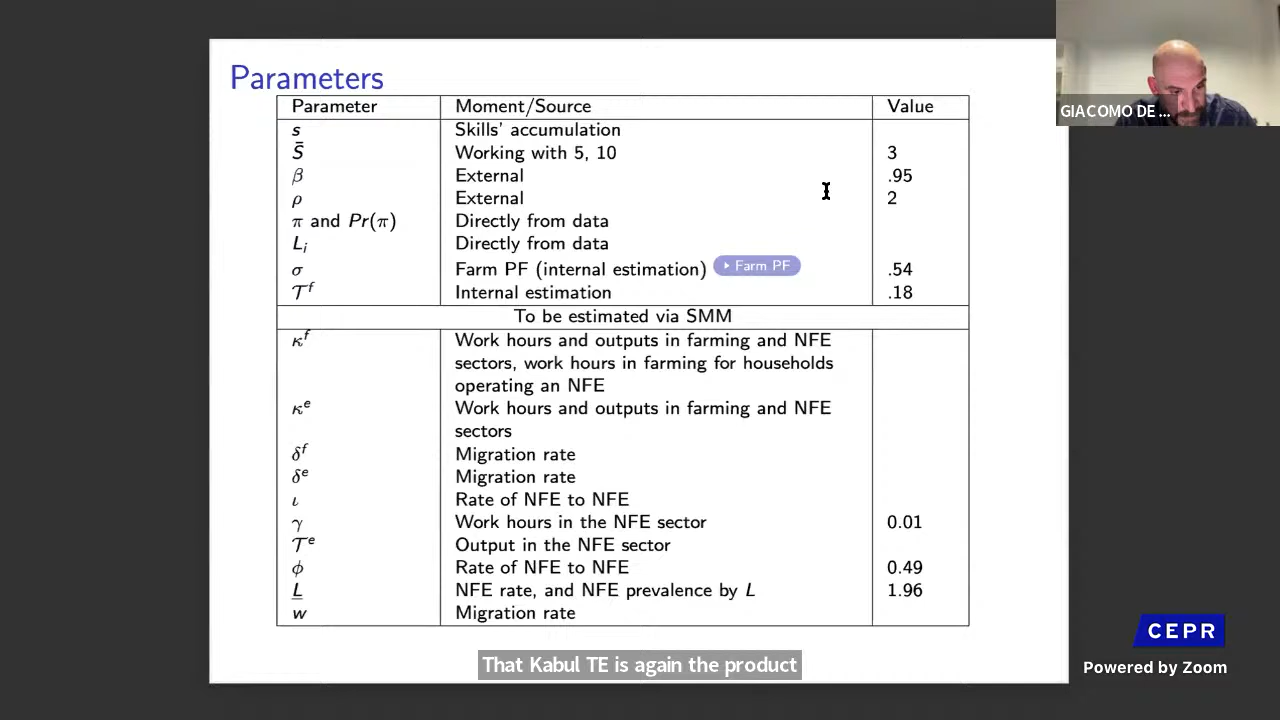 Parameters
Parameter Moment/Source Value
s Skills' accumulation
S̄ Working with 5, 10 3
β External .95
ρ External 2
π and Pr(π) Directly from data
L_i Directly from data
σ Farm PF (internal estimation) Farm PF .54
𝒯^f Internal estimation .18
To be estimated via SMM
κ^f Work hours and outputs in farming and NFE
sectors, work hours in farming for households
operating an NFE
κ^e Work hours and outputs in farming and NFE
sectors
δ^f Migration rate
δ^e Migration rate
ι Rate of NFE to NFE
γ Work hours in the NFE sector 0.01
𝒯^e Output in the NFE sector
ϕ Rate of NFE to NFE 0.49
L̲ NFE rate, and NFE prevalence by L 1.96
w Migration rate
GIACOMO DE ...
That Kabul TE is again the product
CEPR
Powered by Zoom